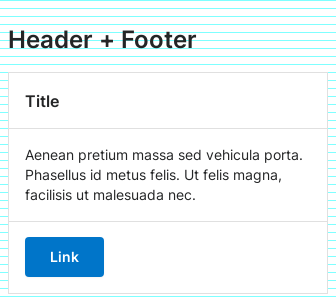 Header + Footer
Title
Aenean pretium massa sed vehicula porta.
Phasellus id metus felis. Ut felis magna,
facilisis ut malesuada nec.
Link